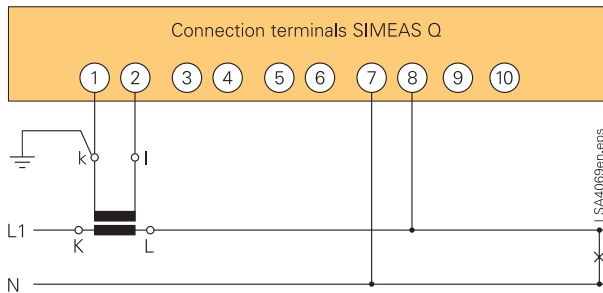 Connection terminals SIMEAS Q
1 2 3 4 5 6 7 8 9 10
k l
L1 K L
N
LSA4069en.eps